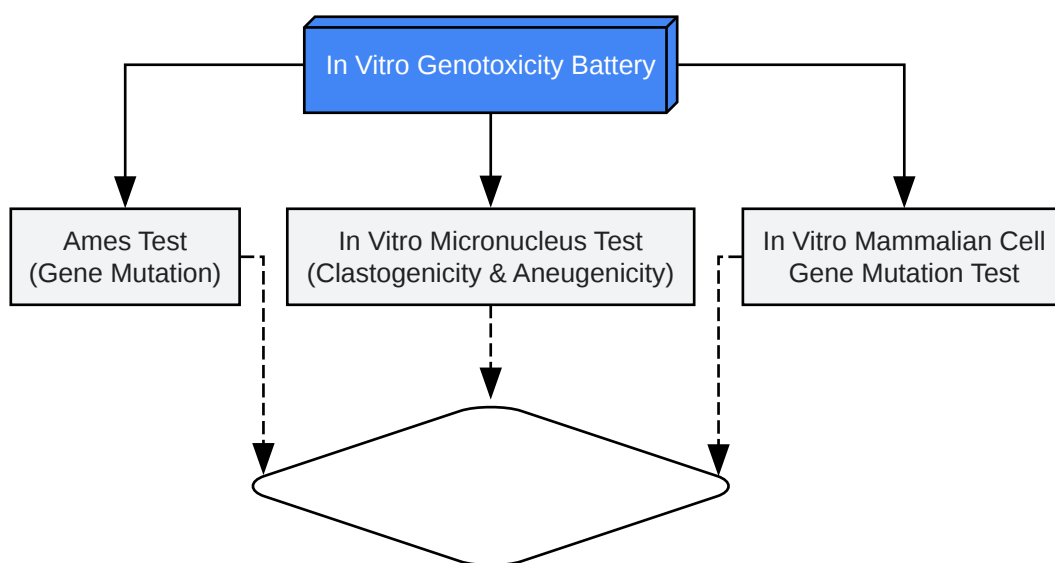 In Vitro Genotoxicity Battery
Ames Test
(Gene Mutation)
In Vitro Micronucleus Test
(Clastogenicity & Aneugenicity)
In Vitro Mammalian Cell
Gene Mutation Test